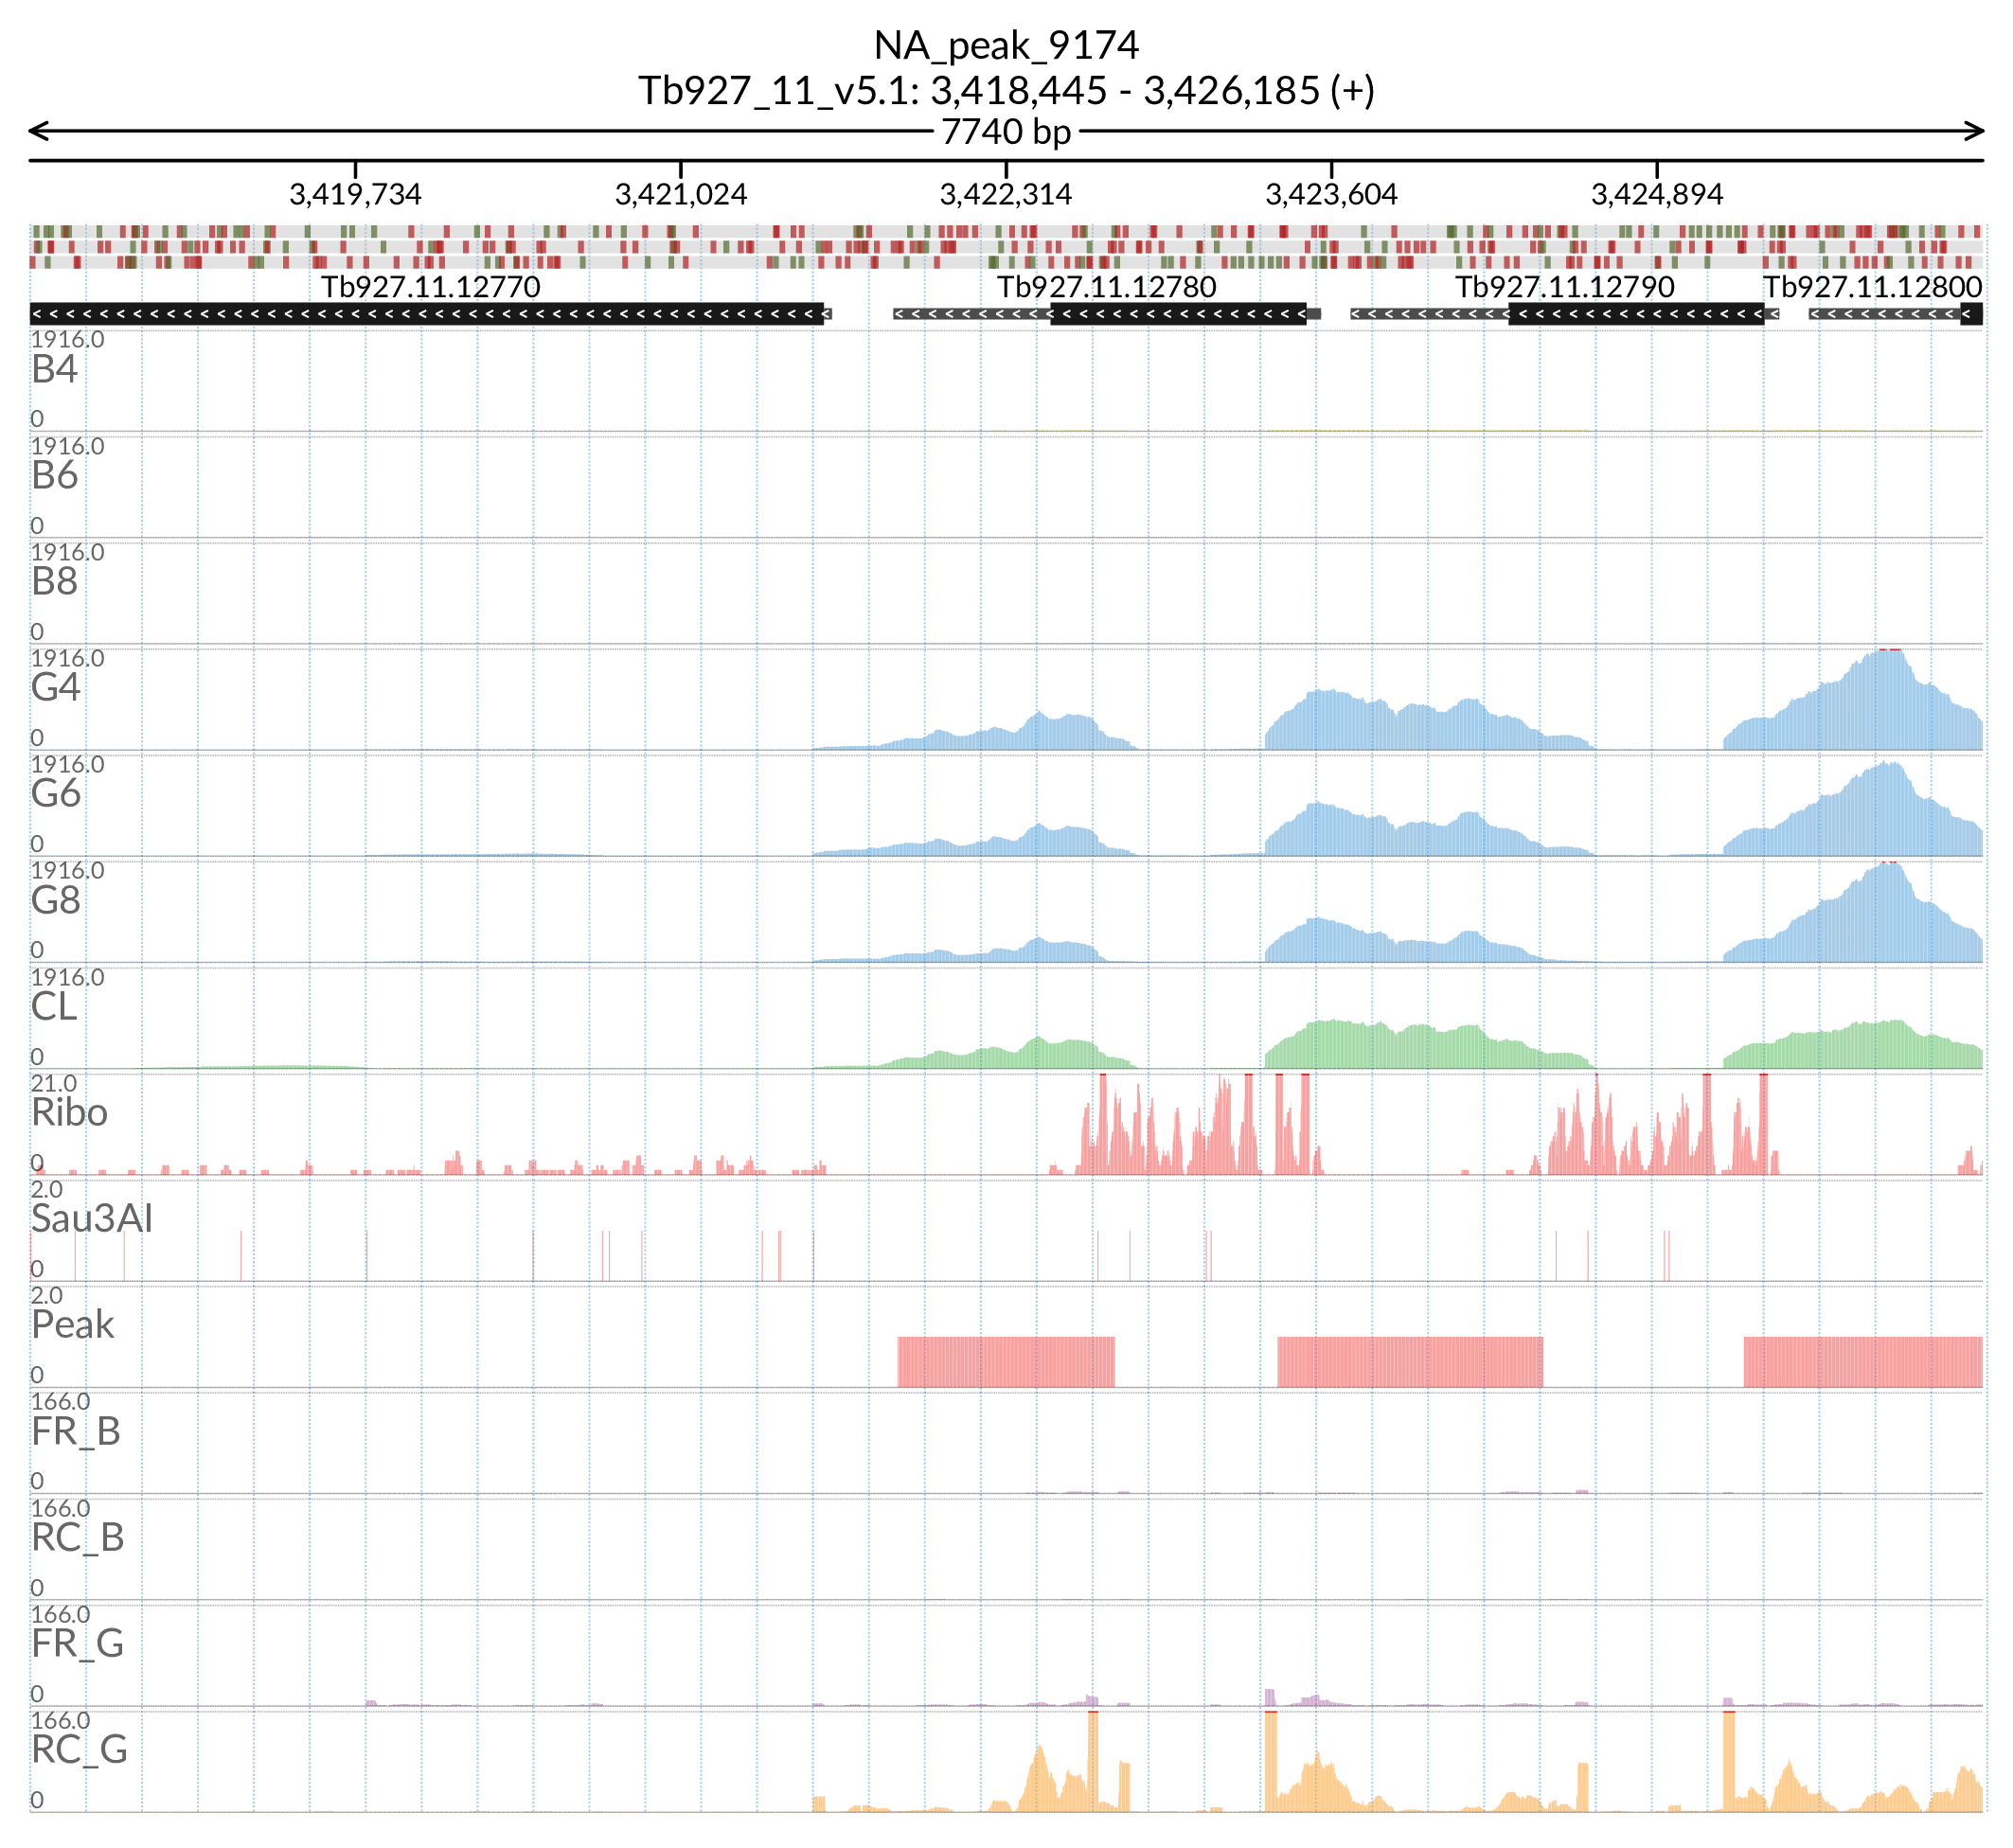 NA_peak_9174
Tb927_11_v5.1: 3,418,445 - 3,426,185 (+)
7740 bp
3,419,734 3,421,024 3,422,314 3,423,604 3,424,894
Tb927.11.12770 Tb927.11.12780 Tb927.11.12790 Tb927.11.12800
1916.0
B4
0
1916.0
B6
0
1916.0
B8
0
1916.0
G4
0
1916.0
G6
0
1916.0
G8
0
1916.0
CL
0
21.0
Ribo
0
2.0
Sau3AI
0
2.0
Peak
0
166.0
FR_B
0
166.0
RC_B
0
166.0
FR_G
0
166.0
RC_G
0